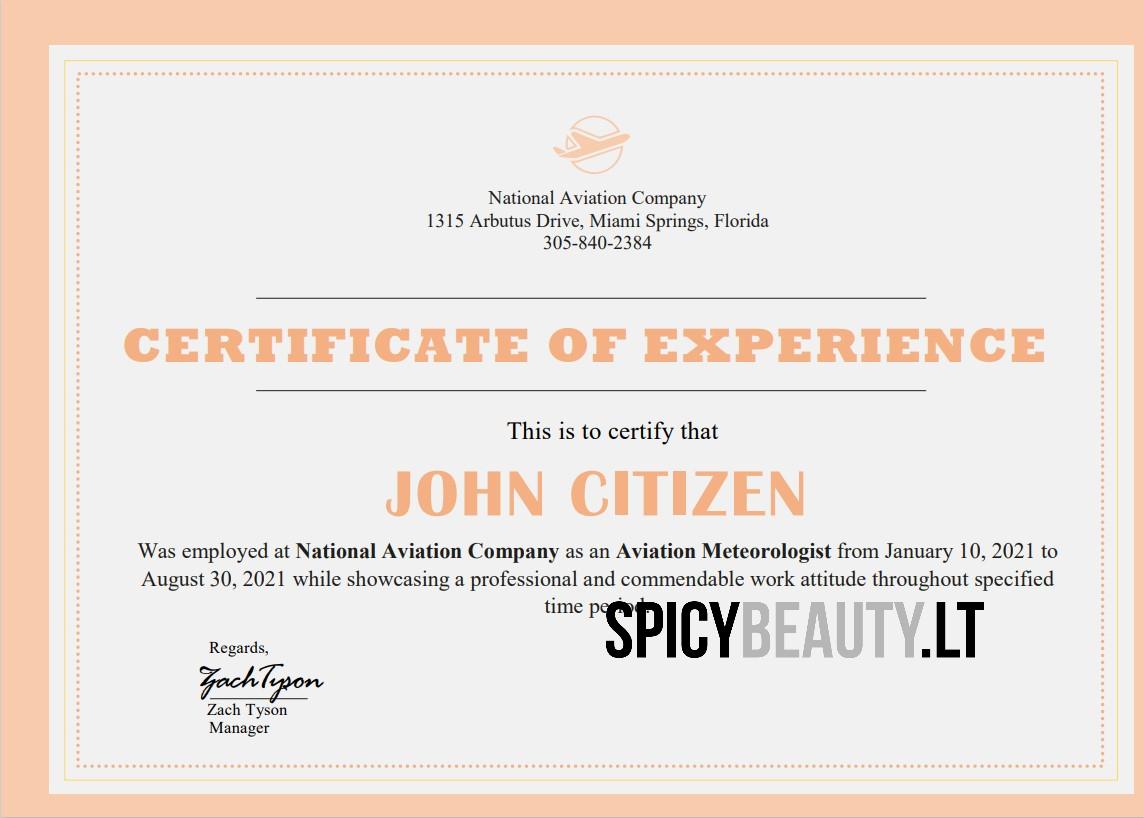 National Aviation Company
1315 Arbutus Drive, Miami Springs, Florida
305-840-2384
CERTIFICATE OF EXPERIENCE
This is to certify that
JOHN CITIZEN
Was employed at National Aviation Company as an Aviation Meteorologist from January 10, 2021 to
August 30, 2021 while showcasing a professional and commendable work attitude throughout specified
time period.
SPICYBEAUTY.LT
Regards,
Zach Tyson
Zach Tyson
Manager